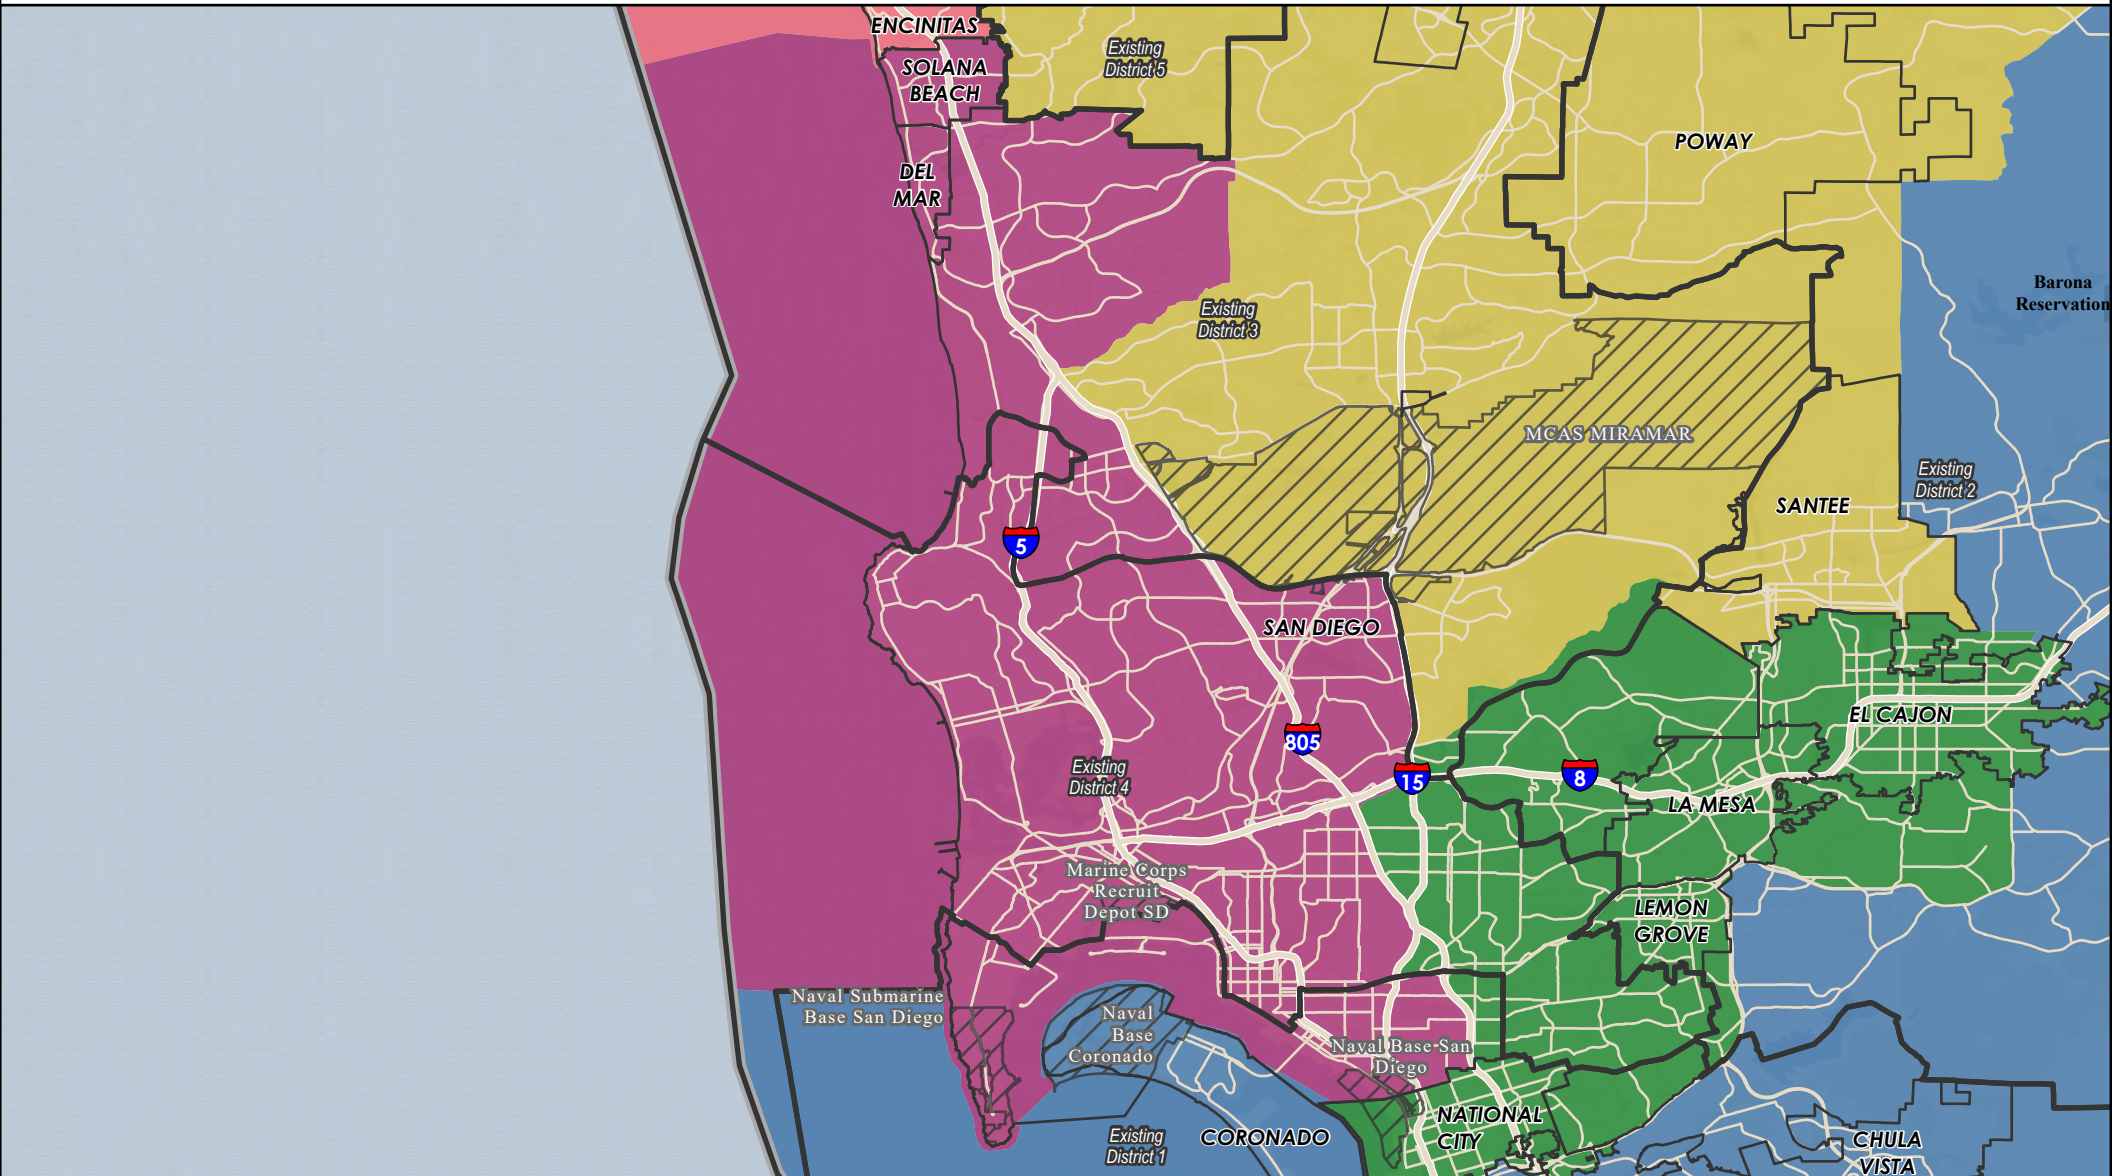 ENCINITAS
SOLANA
BEACH
Existing
District 5
DEL
MAR
POWAY
Barona
Reservation
Existing
District 3
MCAS MIRAMAR
Existing
District 2
SANTEE
5
SAN DIEGO
EL CAJON
805
15
8
Existing
District 4
LA MESA
Marine Corps
Recruit
Depot SD
LEMON
GROVE
Naval Submarine
Base San Diego
Naval
Base
Coronado
Naval Base San
Diego
NATIONAL
CITY
CORONADO
Existing
District 1
CHULA
VISTA